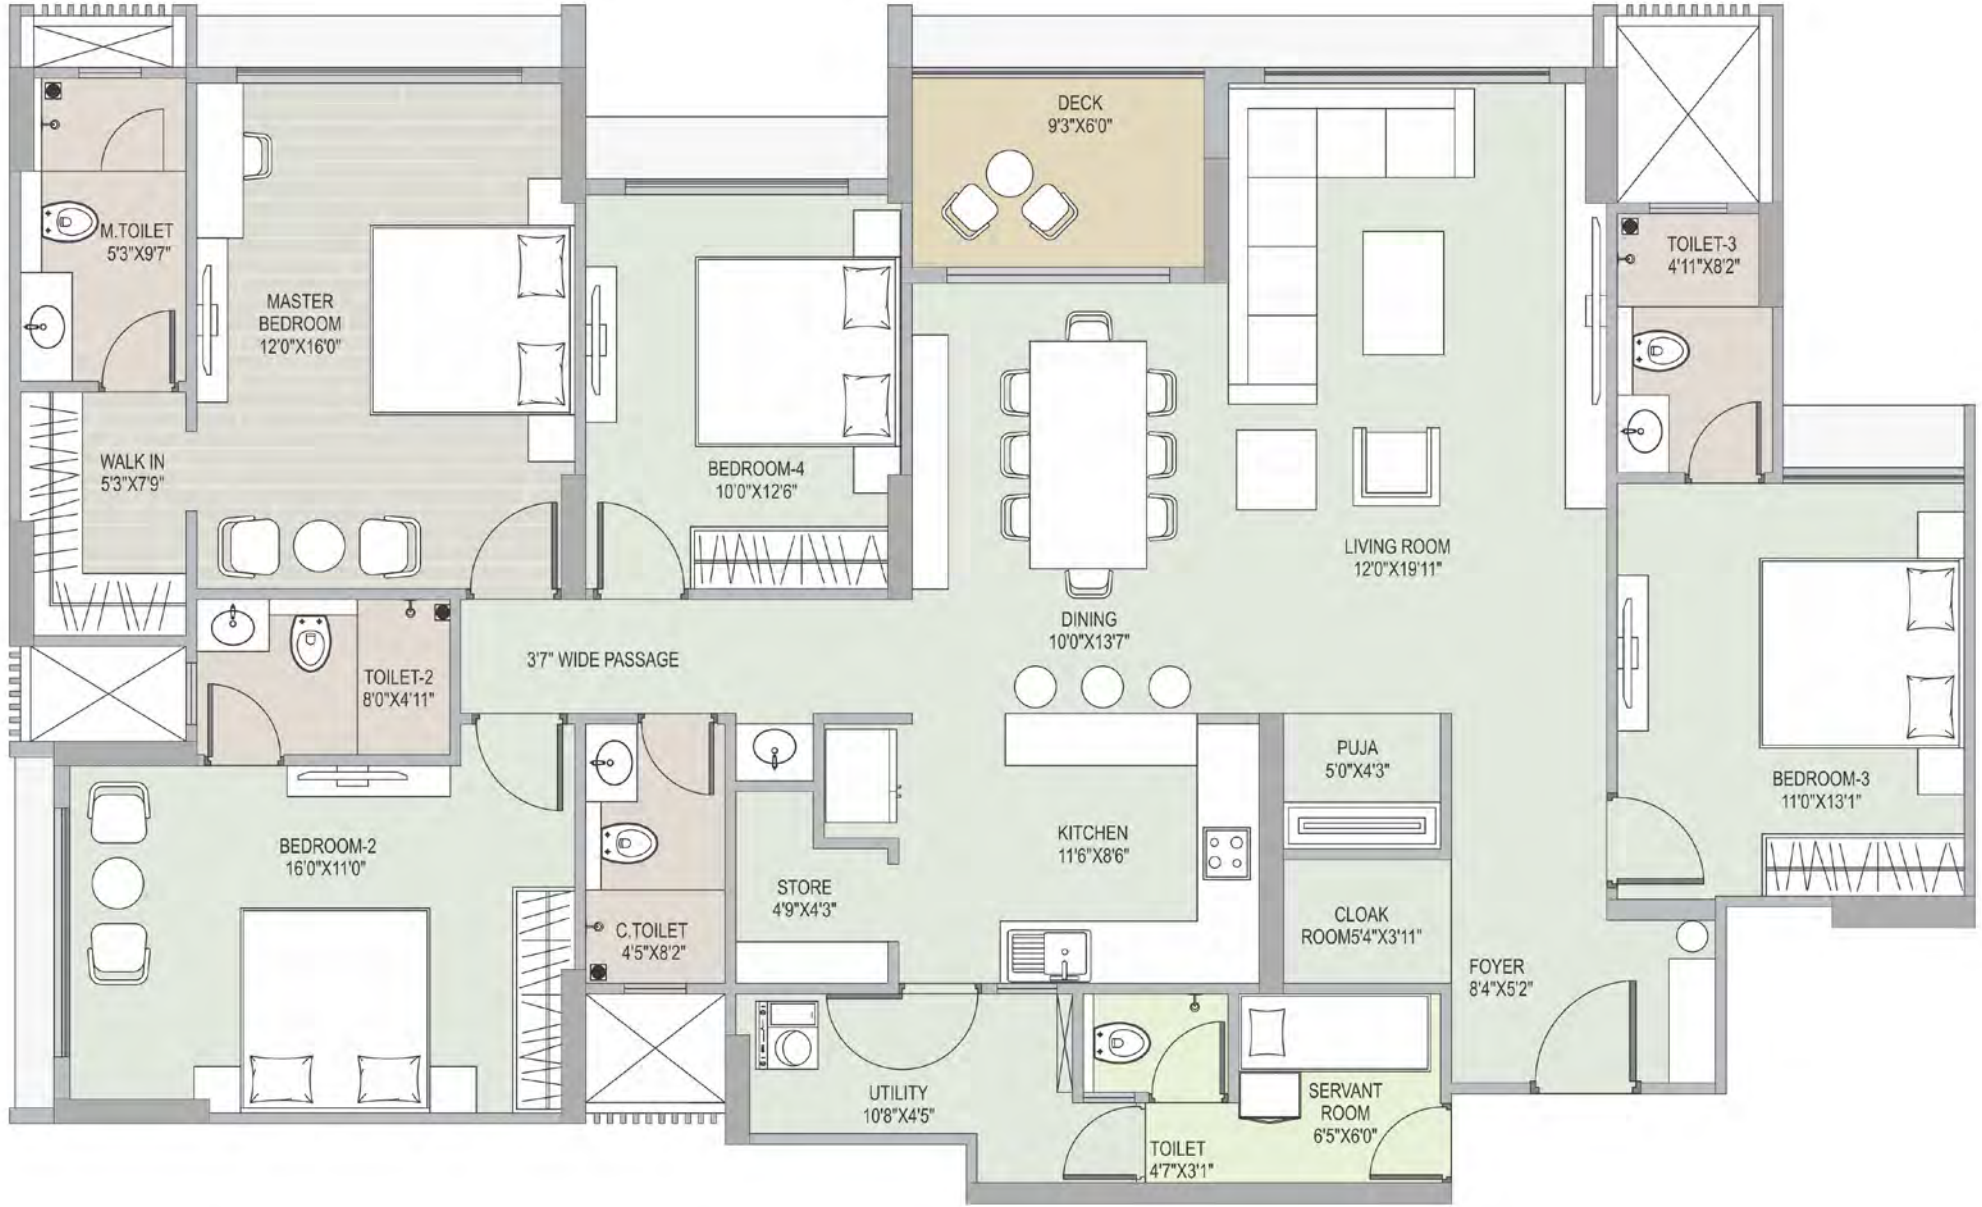 DECK
9'3"X6'0"
M.TOILET
5'3"X9'7"
TOILET-3
4'11"X8'2"
MASTER
BEDROOM
12'0"X16'0"
WALK IN
5'3"X7'9"
BEDROOM-4
10'0"X12'6"
LIVING ROOM
12'0"X19'11"
DINING
10'0"X13'7"
3'7" WIDE PASSAGE
TOILET-2
8'0"X4'11"
PUJA
5'0"X4'3"
BEDROOM-3
11'0"X13'1"
KITCHEN
11'6"X8'6"
BEDROOM-2
16'0"X11'0"
STORE
4'9"X4'3"
CLOAK
ROOM5'4"X3'11"
C.TOILET
4'5"X8'2"
FOYER
8'4"X5'2"
UTILITY
10'8"X4'5"
SERVANT
ROOM
6'5"X6'0"
TOILET
4'7"X3'1"